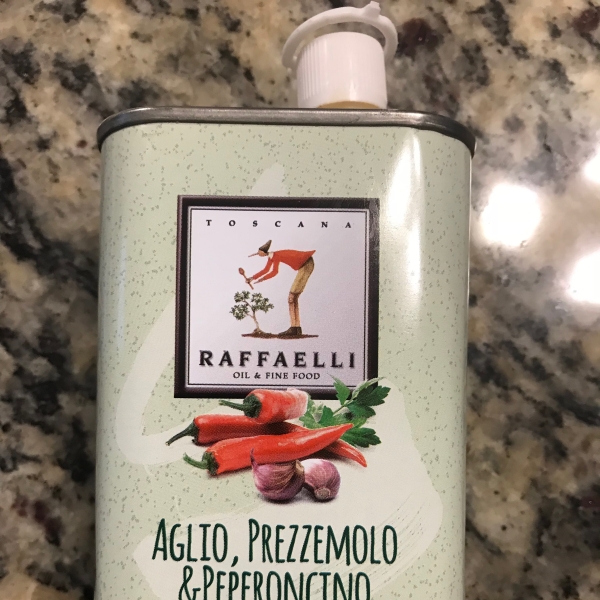 TOSCANA
RAFFAELLI
OIL & FINE FOOD
AGLIO, PREZZEMOLO
&PEPERONCINO